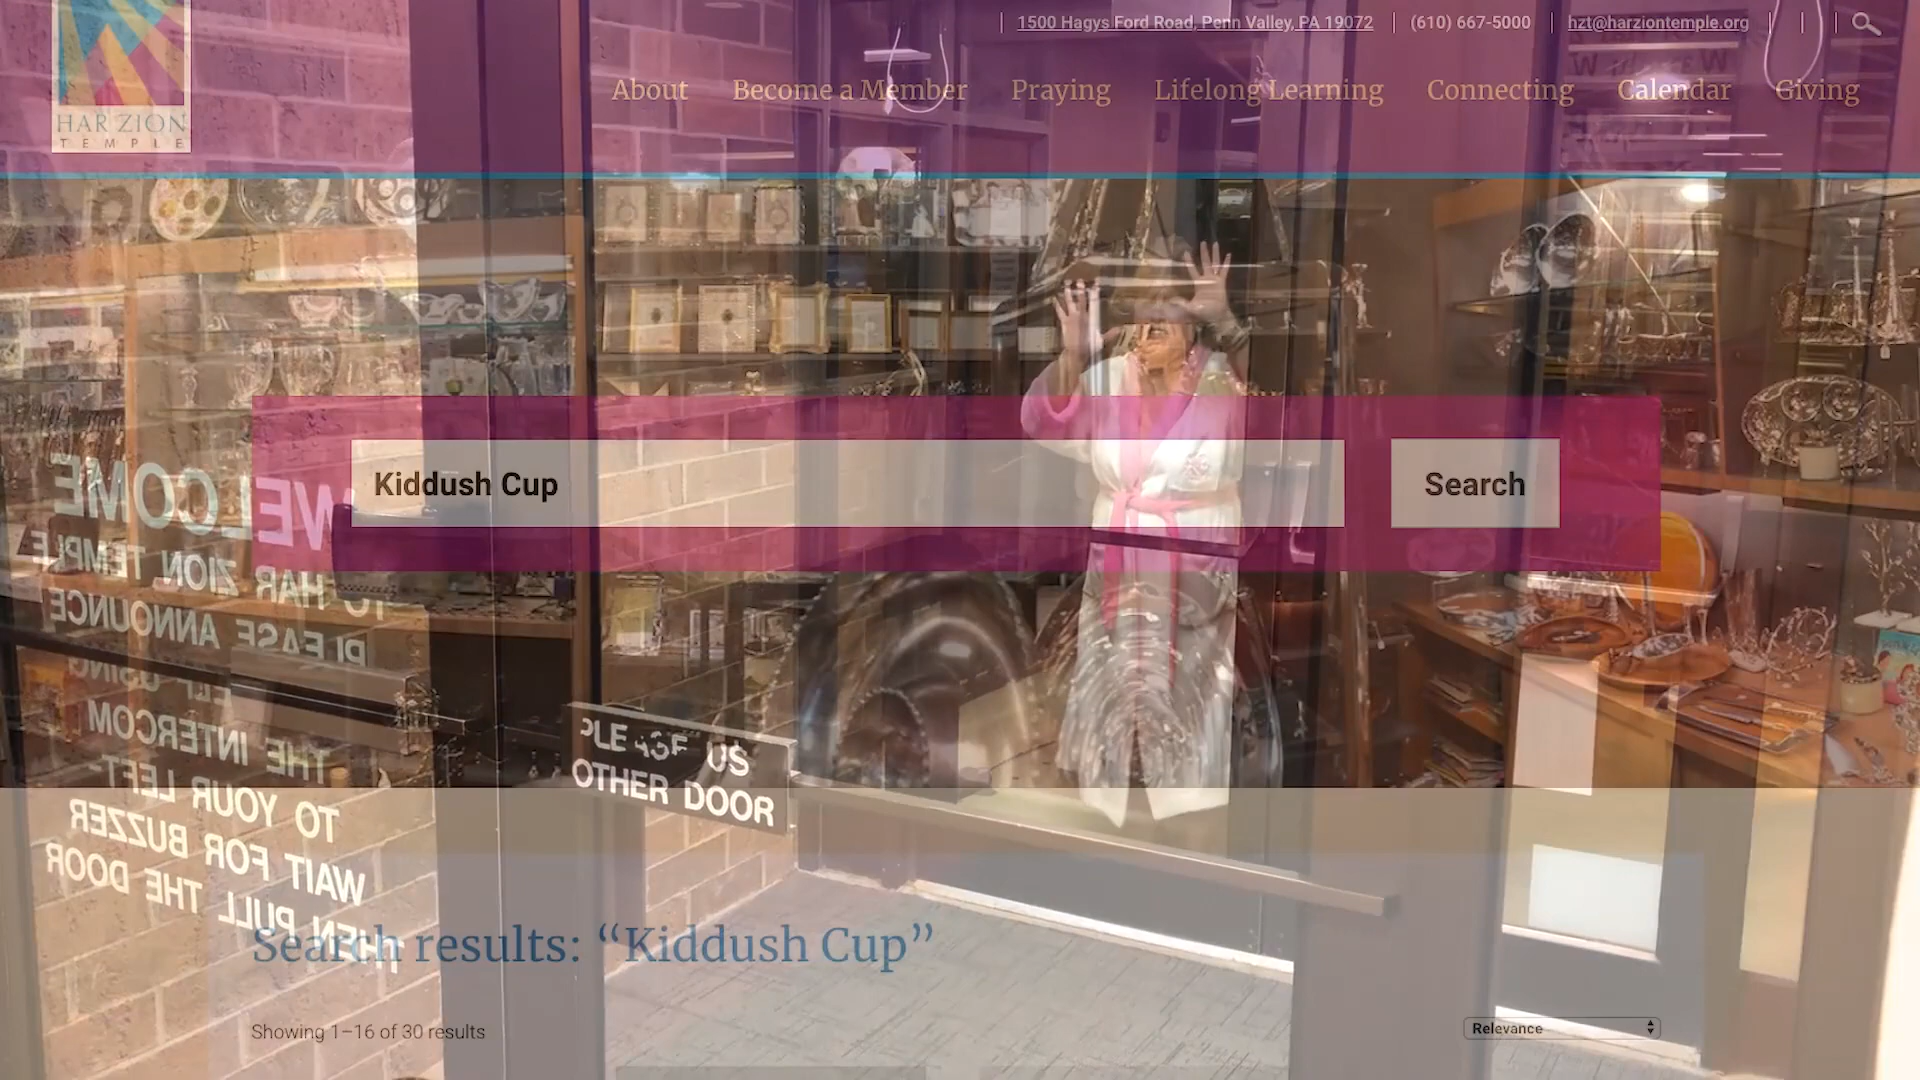 1500 Hagys Ford Road, Penn Valley, PA 19072
(610) 667-5000
hzt@harziontemple.org
HAR ZION
TEMPLE
About
Become a Member
Praying
Lifelong Learning
Connecting
Calendar
Giving
Kiddush Cup
Search
WELCOME
TO HAR ZION TEMPLE
PLEASE ANNOUNCE
USING
THE INTERCOM
TO YOUR LEFT
WAIT FOR BUZZER
THEN PULL THE DOOR
PLEASE US
OTHER DOOR
Search results: “Kiddush Cup”
Showing 1–16 of 30 results
Relevance